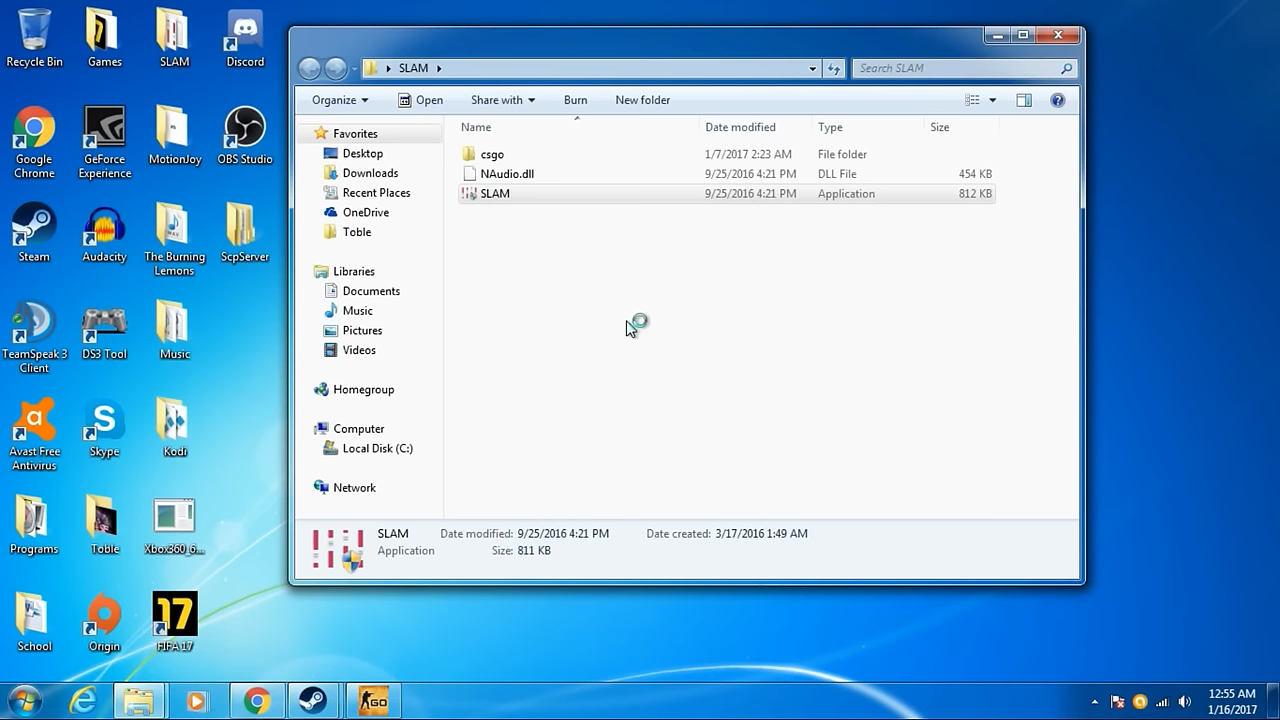 Recycle Bin
Games
SLAM
Discord
Google
Chrome
GeForce
Experience
MotionJoy
OBS Studio
Steam
Audacity
The Burning
Lemons
ScpServer
TeamSpeak 3
Client
DS3 Tool
Music
Avast Free
Antivirus
Skype
Kodi
Programs
Toble
Xbox360_6...
School
Origin
17
FIFA 17
SLAM
Search SLAM
Organize
Open
Share with
Burn
New folder
Name
Date modified
Type
Size
csgo
1/7/2017 2:23 AM
File folder
NAudio.dll
9/25/2016 4:21 PM
DLL File
454 KB
SLAM
9/25/2016 4:21 PM
Application
812 KB
Favorites
Desktop
Downloads
Recent Places
OneDrive
Toble
Libraries
Documents
Music
Pictures
Videos
Homegroup
Computer
Local Disk (C:)
Network
SLAM
Date modified: 9/25/2016 4:21 PM
Date created: 3/17/2016 1:49 AM
Application
Size: 811 KB
GO
12:55 AM
1/16/2017